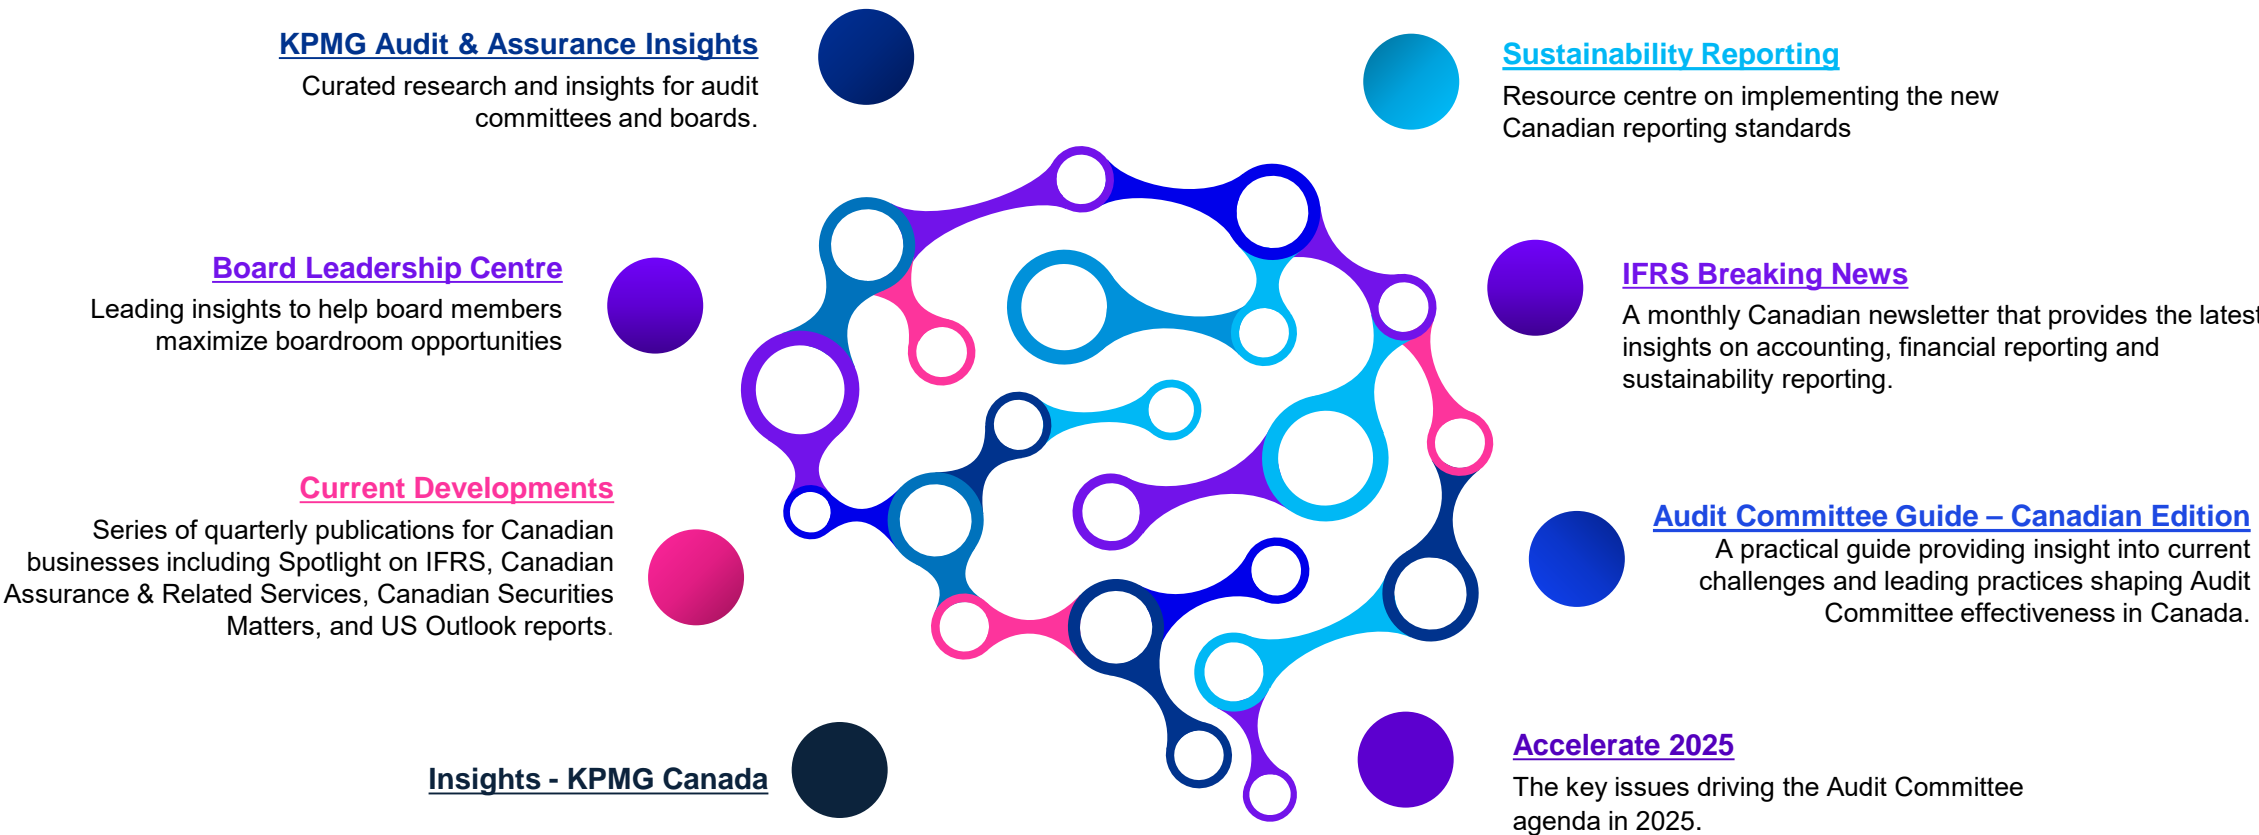 KPMG Audit & Assurance Insights
Curated research and insights for audit
committees and boards.
Board Leadership Centre
Leading insights to help board members
maximize boardroom opportunities
Current Developments
Series of quarterly publications for Canadian
businesses including Spotlight on IFRS, Canadian
Assurance & Related Services, Canadian Securities
Matters, and US Outlook reports.
Insights - KPMG Canada
Sustainability Reporting
Resource centre on implementing the new
Canadian reporting standards
IFRS Breaking News
A monthly Canadian newsletter that provides the latest
insights on accounting, financial reporting and
sustainability reporting.
Audit Committee Guide – Canadian Edition
A practical guide providing insight into current
challenges and leading practices shaping Audit
Committee effectiveness in Canada.
Accelerate 2025
The key issues driving the Audit Committee
agenda in 2025.